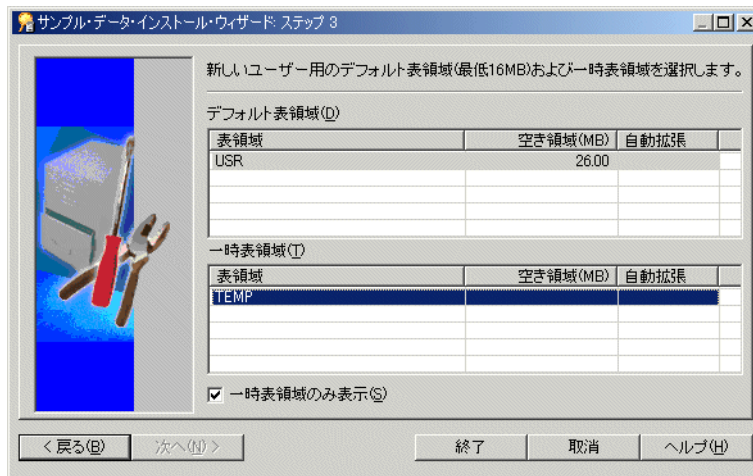 サンプル・データ・インストール・ウィザード: ステップ 3
新しいユーザー用のデフォルト表領域(最低16MB)および一時表領域を選択します。
デフォルト表領域(D)
表領域 空き領域(MB) 自動拡張
USR 26.00
一時表領域(T)
表領域 空き領域(MB) 自動拡張
TEMP
一時表領域のみ表示(S)
< 戻る(B) 次へ(N) > 終了 取消 ヘルプ(H)